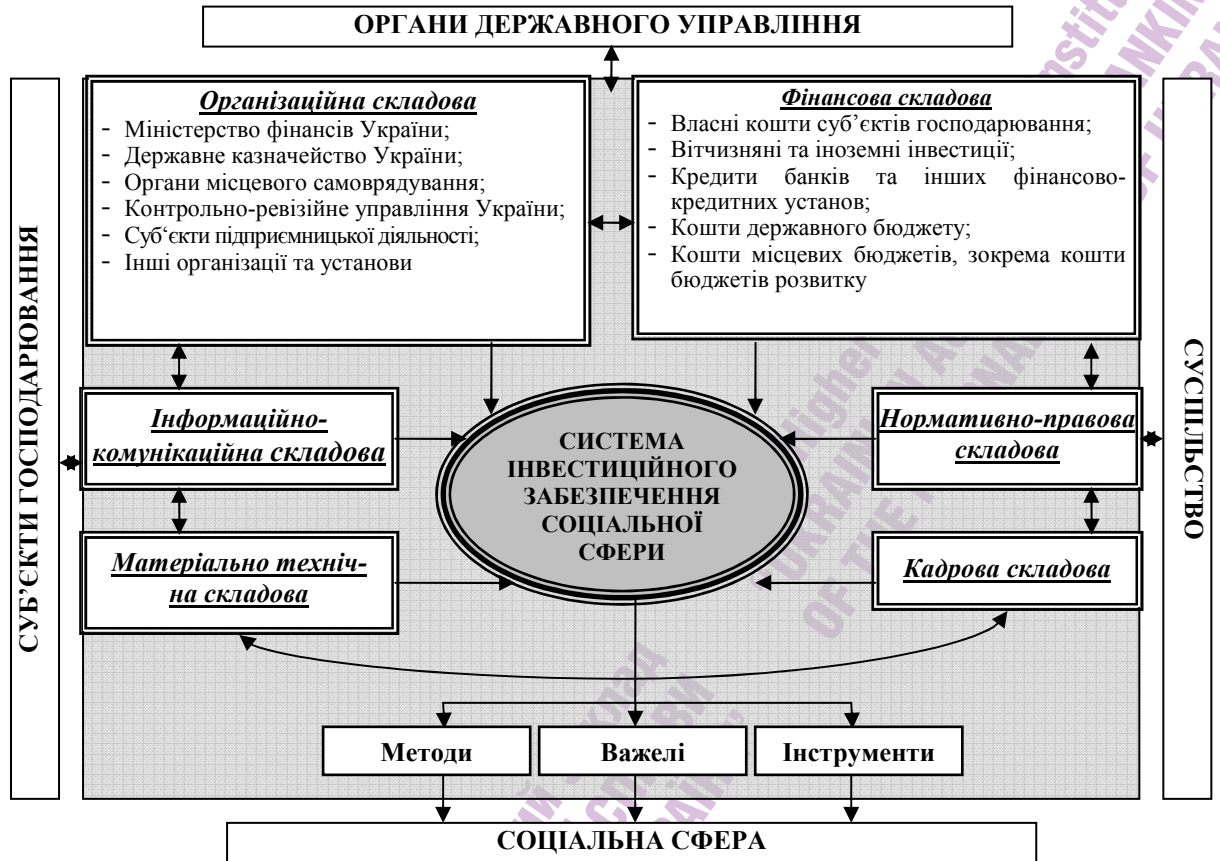 ОРГАНИ ДЕРЖАВНОГО УПРАВЛІННЯ
СУБ’ЄКТИ ГОСПОДАРЮВАННЯ
Організаційна складова
- Міністерство фінансів України;
- Державне казначейство України;
- Органи місцевого самоврядування;
- Контрольно-ревізійне управління України;
- Суб‘єкти підприємницької діяльності;
- Інші організації та установи
Фінансова складова
- Власні кошти суб’єктів господарювання;
- Вітчизняні та іноземні інвестиції;
- Кредити банків та інших фінансово-
кредитних установ;
- Кошти державного бюджету;
- Кошти місцевих бюджетів, зокрема кошти
бюджетів розвитку
СУСПІЛЬСТВО
Інформаційно-
комунікаційна складова
СИСТЕМА
ІНВЕСТИЦІЙНОГО
ЗАБЕЗПЕЧЕННЯ
СОЦІАЛЬНОЇ
СФЕРИ
Нормативно-правова
складова
Матеріально техніч-
на складова
Кадрова складова
Методи
Важелі
Інструменти
СОЦІАЛЬНА СФЕРА